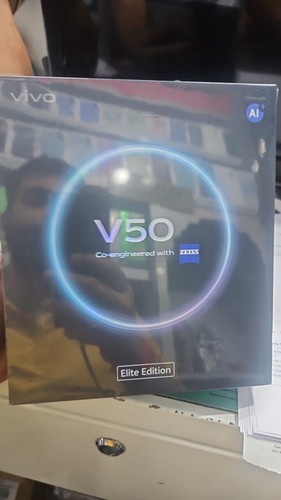 vivo
AI
V50
Co-engineered with ZEISS
Elite Edition